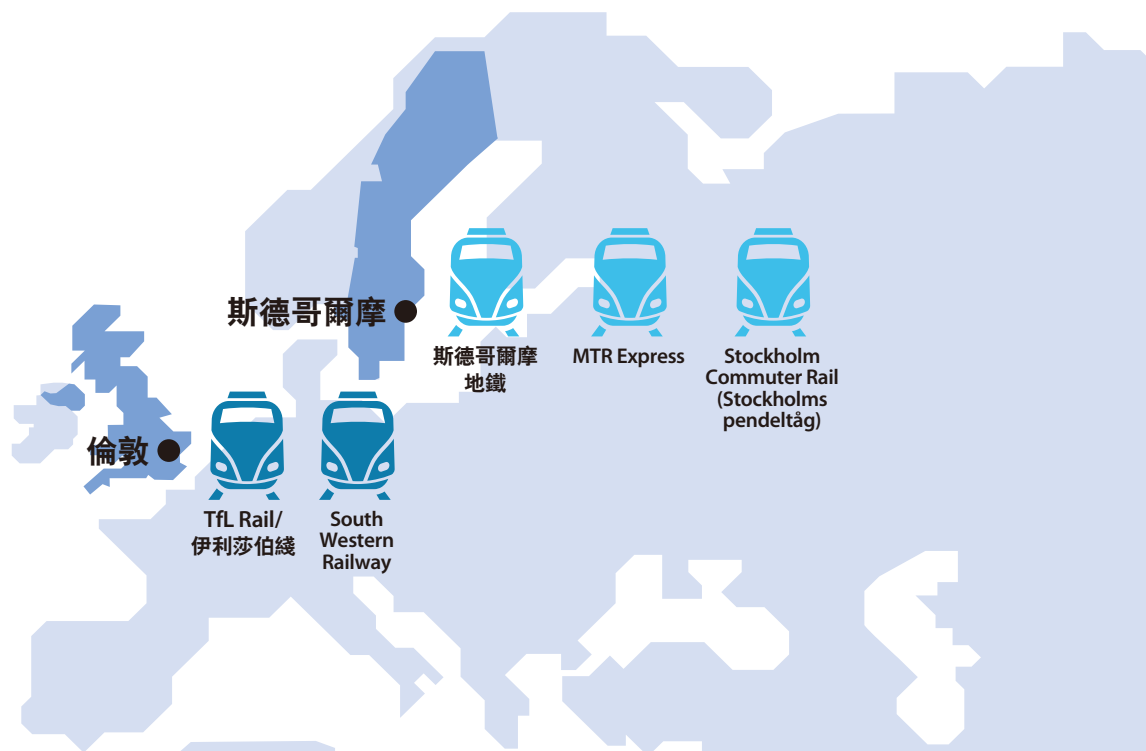 斯德哥爾摩
斯德哥爾摩
地鐵
MTR Express
Stockholm
Commuter Rail
(Stockholms
pendeltåg)
倫敦
TfL Rail/
伊利莎伯綫
South
Western
Railway